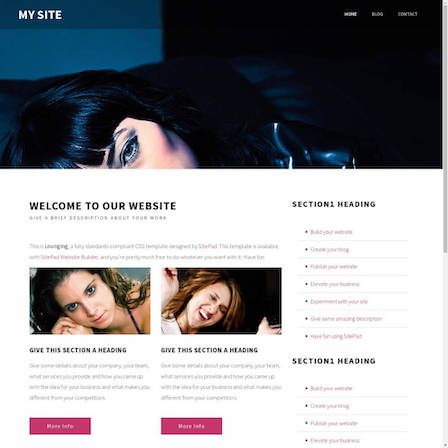 MY SITE
HOME BLOG CONTACT
WELCOME TO OUR WEBSITE
GIVE A BRIEF DESCRIPTION ABOUT YOUR WORK
This is Lounging, a fully standards-compliant CSS template designed by SitePad. This template is available
with SitePad Website Builder, and you're pretty much free to do whatever you want with it. Have fun
GIVE THIS SECTION A HEADING
Give some details about your company, your team,
what services you provide and how you came up
with the idea for your business and what makes you
different from your competitors.
More Info
GIVE THIS SECTION A HEADING
Give some details about your company, your team,
what services you provide and how you came up
with the idea for your business and what makes you
different from your competitors.
More Info
SECTION1 HEADING
Build your website
Create your blog
Publish your website
Elevate your business
Experiment with your site
Give some amazing description
Have fun using SitePad
SECTION1 HEADING
Build your website
Create your blog
Publish your website
Elevate your business